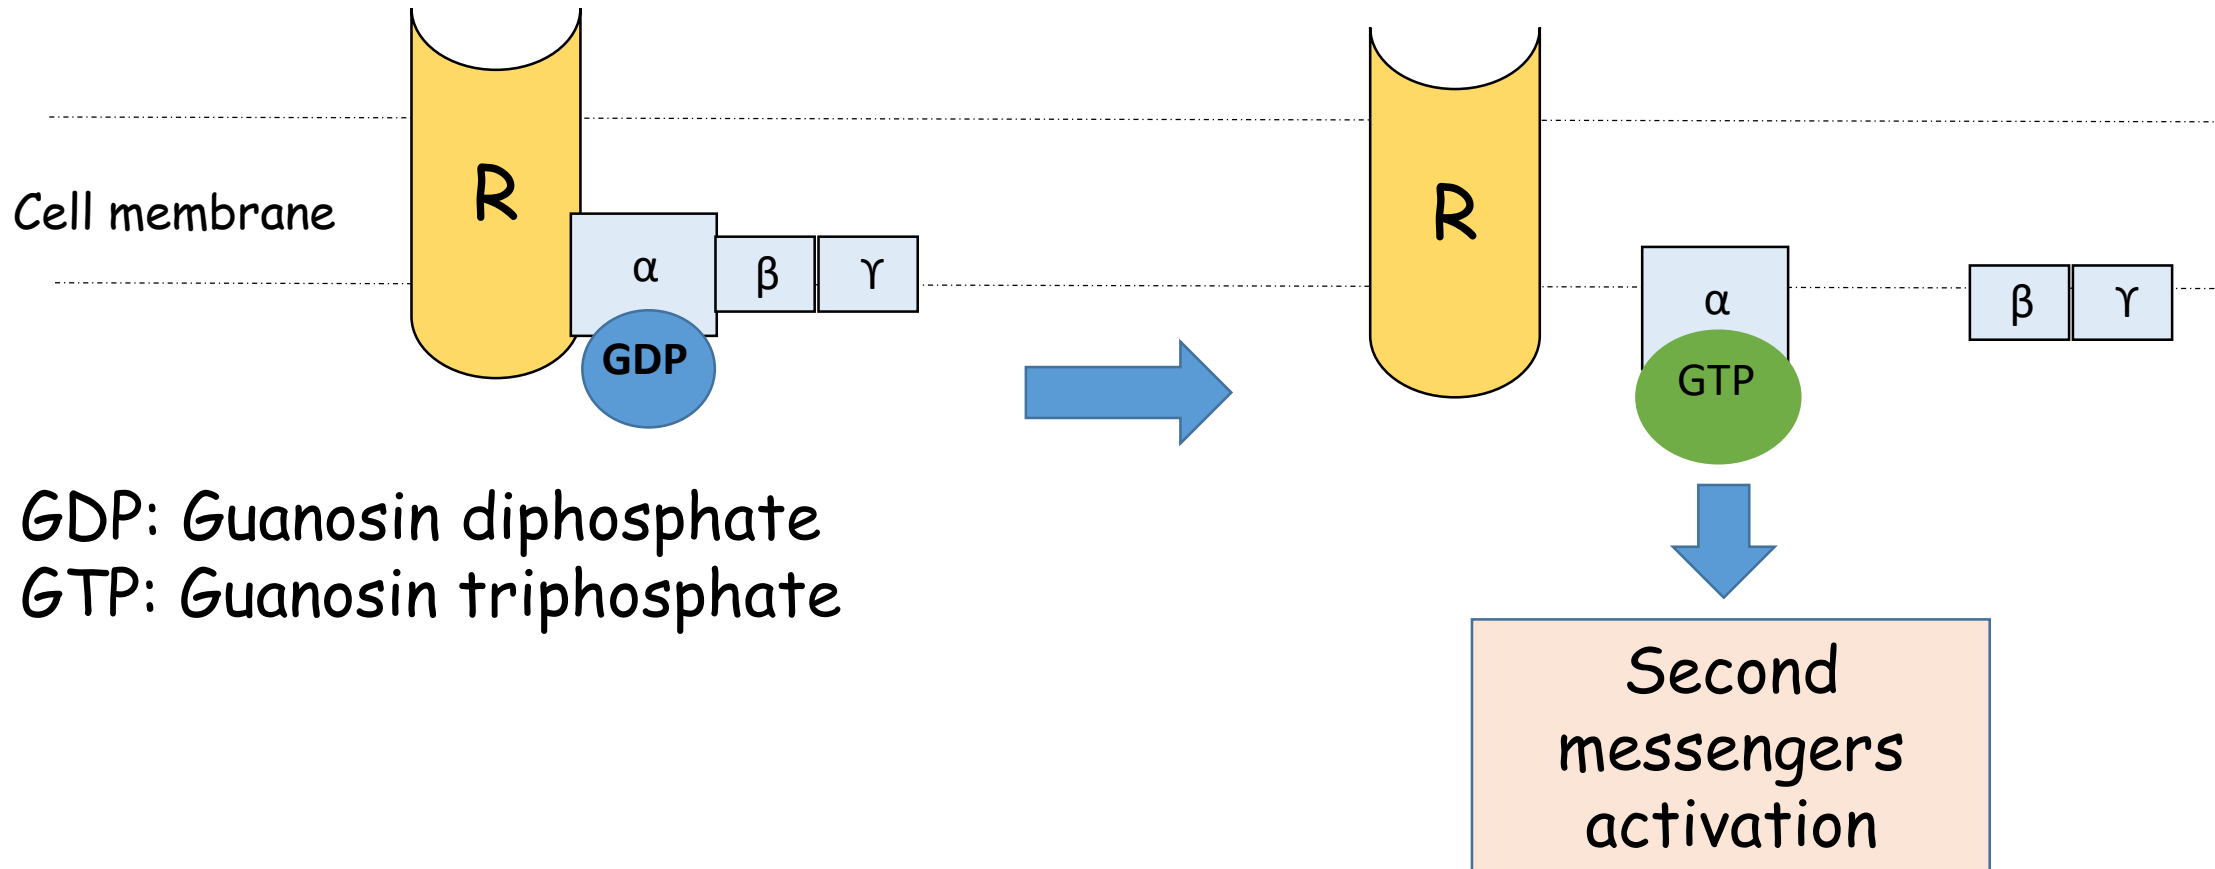 R
R
Cell membrane
α
β
ϒ
α
β
ϒ
GDP
GTP
GDP: Guanosin diphosphate
GTP: Guanosin triphosphate
Second
messengers
activation